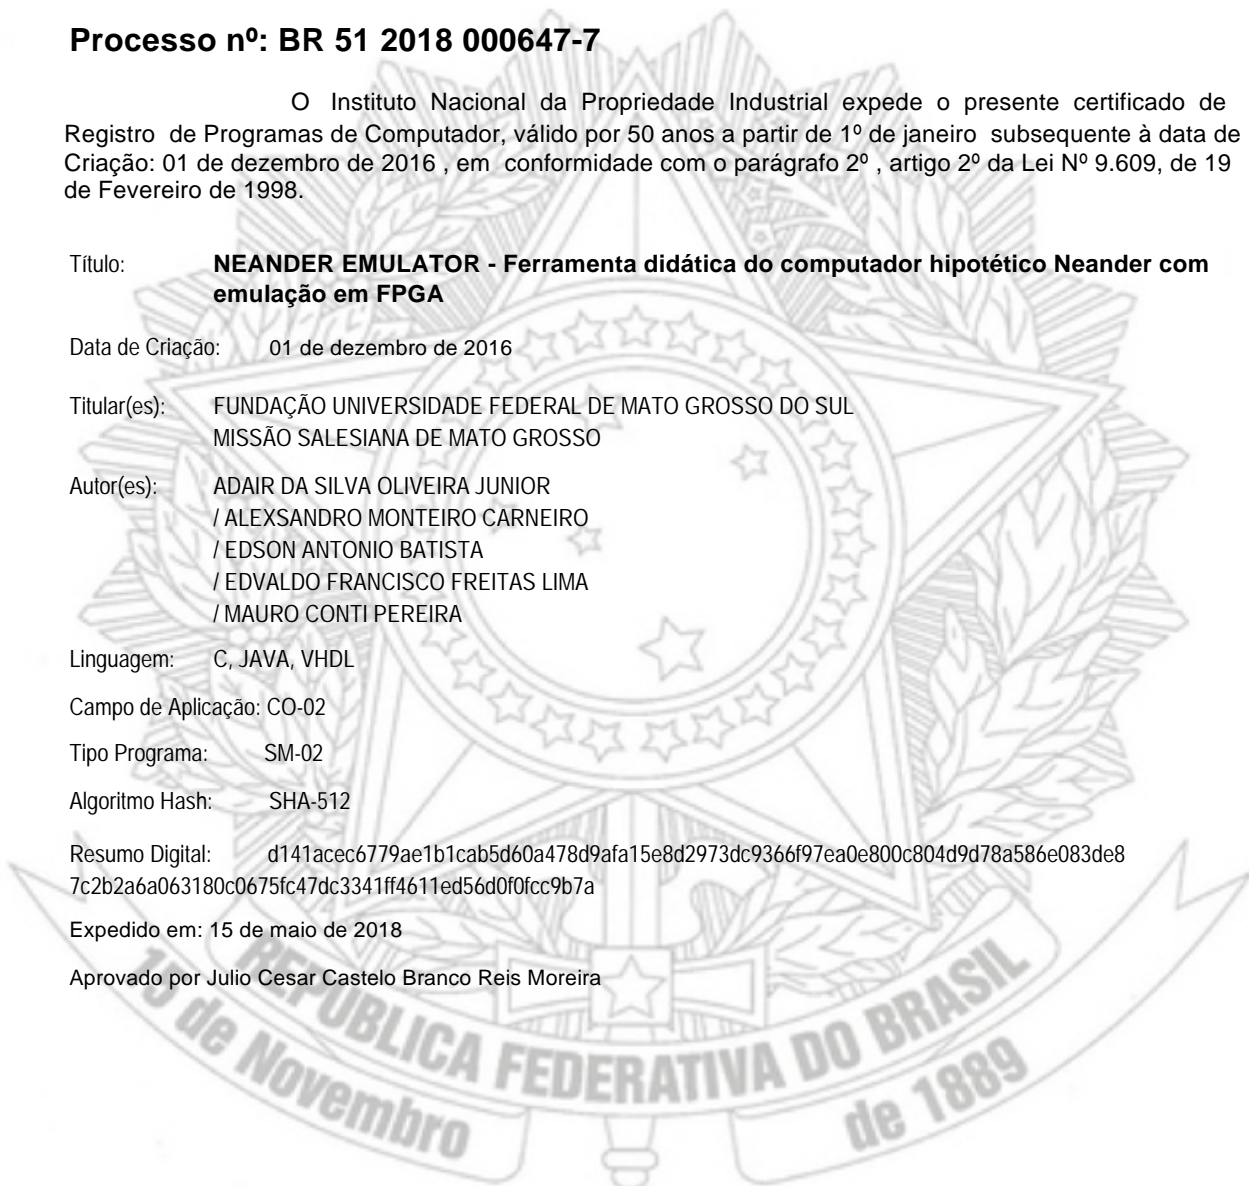 Processo nº: BR 51 2018 000647-7
O Instituto Nacional da Propriedade Industrial expede o presente certificado de
Registro de Programas de Computador, válido por 50 anos a partir de 1º de janeiro subsequente à data de
Criação: 01 de dezembro de 2016 , em conformidade com o parágrafo 2º , artigo 2º da Lei Nº 9.609, de 19
de Fevereiro de 1998.
Título: NEANDER EMULATOR - Ferramenta didática do computador hipotético Neander com
emulação em FPGA
Data de Criação: 01 de dezembro de 2016
Titular(es): FUNDAÇÃO UNIVERSIDADE FEDERAL DE MATO GROSSO DO SUL
MISSÃO SALESIANA DE MATO GROSSO
Autor(es): ADAIR DA SILVA OLIVEIRA JUNIOR
/ ALEXSANDRO MONTEIRO CARNEIRO
/ EDSON ANTONIO BATISTA
/ EDVALDO FRANCISCO FREITAS LIMA
/ MAURO CONTI PEREIRA
Linguagem: C, JAVA, VHDL
Campo de Aplicação: CO-02
Tipo Programa: SM-02
Algoritmo Hash: SHA-512
Resumo Digital: d141acec6779ae1b1cab5d60a478d9afa15e8d2973dc9366f97ea0e800c804d9d78a586e083de8
7c2b2a6a063180c0675fc47dc3341ff4611ed56d0f0fcc9b7a
Expedido em: 15 de maio de 2018
Aprovado por Julio Cesar Castelo Branco Reis Moreira
REPÚBLICA FEDERATIVA DO BRASIL
15 de Novembro de 1889